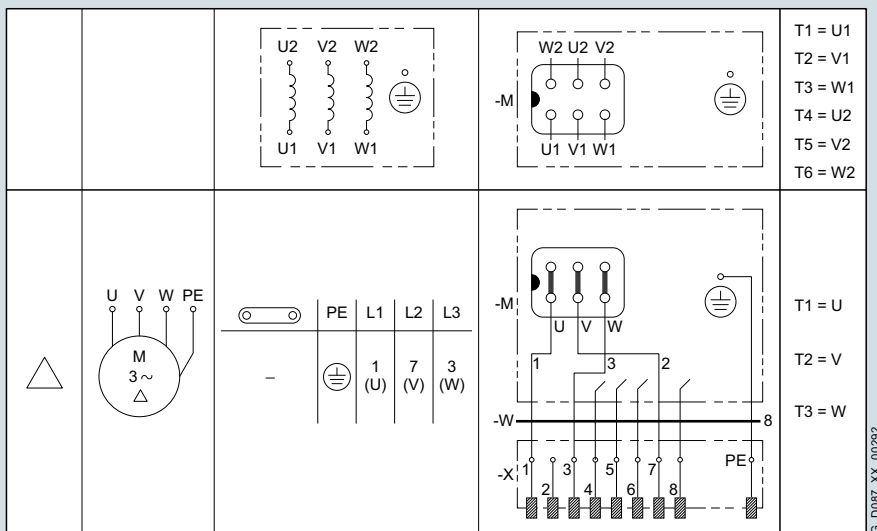 U2 V2 W2
U1 V1 W1
W2 U2 V2
-M
U1 V1 W1
T1 = U1
T2 = V1
T3 = W1
T4 = U2
T5 = V2
T6 = W2
U V W PE
M
3 ~
PE L1 L2 L3
– 1 7 3
(U) (V) (W)
-M
U V W
1 3 2
-W 8
-X 1 3 5 7 PE
2 4 6 8
T1 = U
T2 = V
T3 = W
G_D087_XX_00292